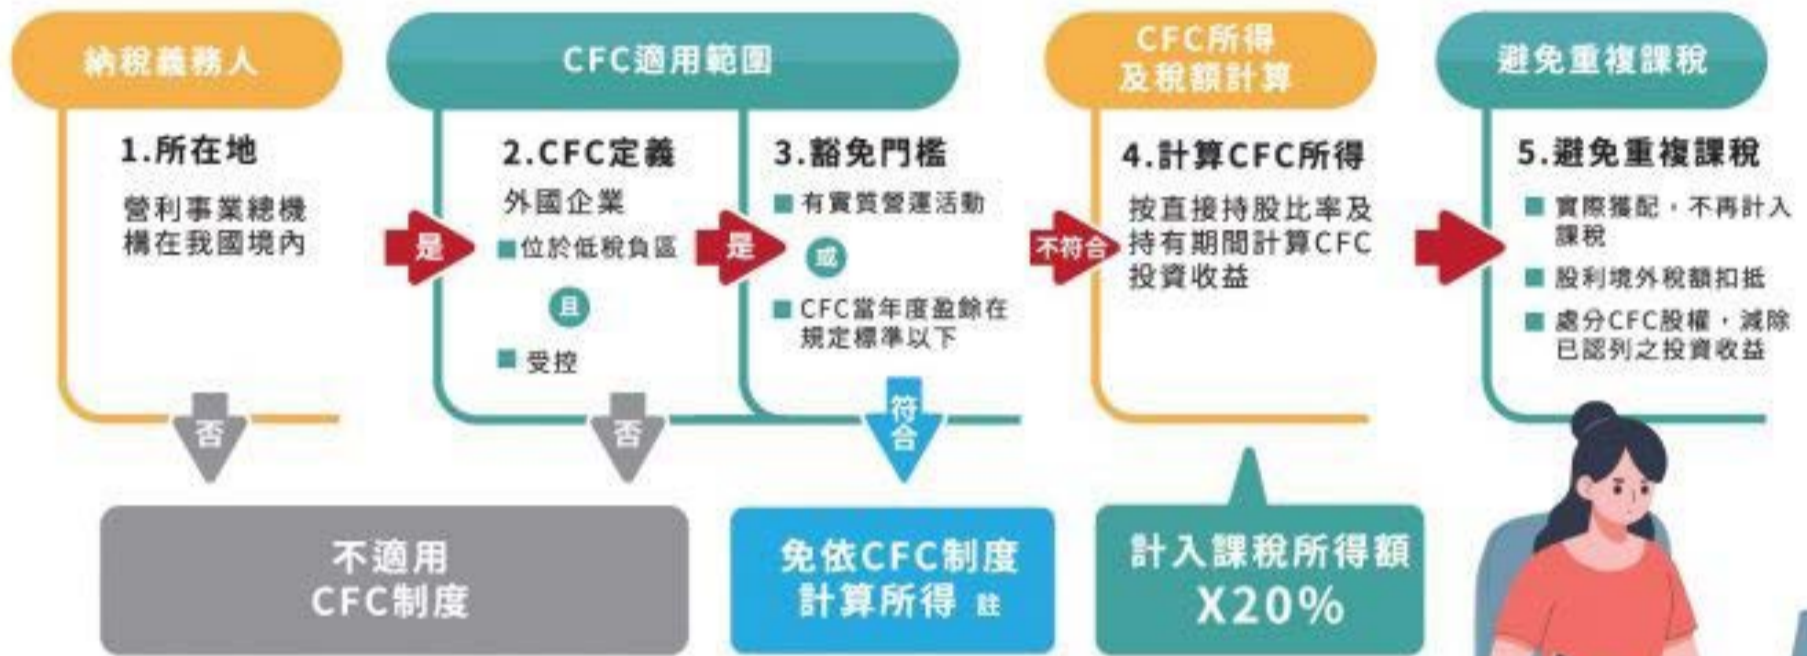 納稅義務人
1.所在地
營利事業總機
構在我國境內
是
否
CFC適用範圍
2.CFC定義
外國企業
位於低稅負區
且
受控
是
否
3.豁免門檻
有實質營運活動
或
CFC當年度盈餘在
規定標準以下
不符合
符合
CFC所得
及稅額計算
4.計算CFC所得
按直接持股比率及
持有期間計算CFC
投資收益
避免重複課稅
5.避免重複課稅
實際獲配，不再計入
課稅
股利境外稅額扣抵
處分CFC股權，減除
已認列之投資收益
不適用
CFC制度
免依CFC制度
計算所得 註
計入課稅所得額
X20%